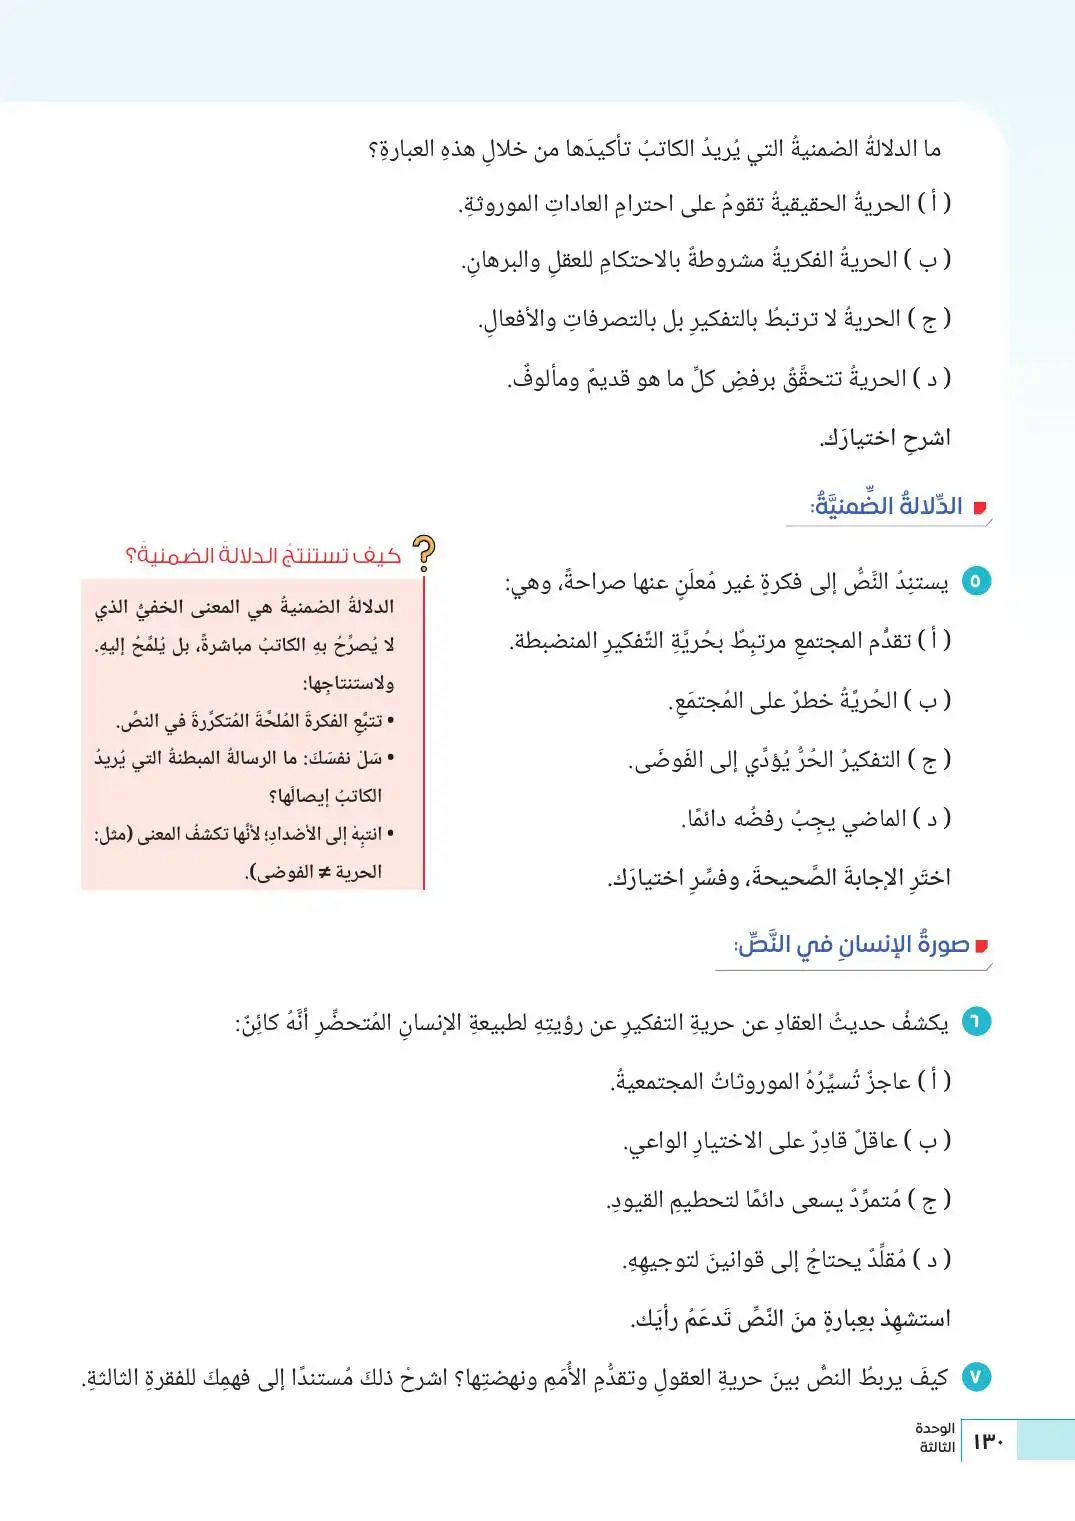 ما الدلالةُ الضمنيةُ التي يُريدُ الكاتبُ تأكيدَها من خلالِ هذهِ العبارةِ؟
( أ ) الحريةُ الحقيقيةُ تقومُ على احترامِ العاداتِ الموروثةِ.
( ب ) الحريةُ الفكريةُ مشروطةٌ بالاحتكامِ للعقلِ والبرهانِ.
( ج ) الحريةُ لا ترتبطُ بالتفكيرِ بل بالتصرفاتِ والأفعالِ.
( د ) الحريةُ تتحقَّقُ برفضِ كلِّ ما هو قديمٌ ومألوفٌ.
اشرحِ اختيارَك.
الدِّلالةُ الضِّمنيَّةُ:
٥ يستنِدُ النَّصُّ إلى فكرةٍ غير مُعلَنٍ عنها صراحةً، وهي:
( أ ) تقدُّم المجتمعِ مرتبِطٌ بحُريَّةِ التَّفكيرِ المنضبطة.
( ب ) الحُريَّةُ خطرٌ على المُجتمَعِ.
( ج ) التفكيرُ الحُرُّ يُؤدِّي إلى الفَوضَى.
( د ) الماضي يجِبُ رفضُه دائمًا.
اختَرِ الإجابةَ الصَّحيحةَ، وفسِّرِ اختيارَك.
كيف تستنتجُ الدلالةَ الضمنيةَ؟
الدلالةُ الضمنيةُ هي المعنى الخفيُّ الذي
لا يُصرِّحُ بهِ الكاتبُ مباشرةً، بل يُلمِّحُ إليهِ.
ولاستنتاجِها:
• تتبَّعِ الفكرةَ المُلحَّةَ المُتكرِّرةَ في النصِّ.
• سَلْ نفسَكَ: ما الرسالةُ المبطنةُ التي يُريدُ
الكاتبُ إيصالَها؟
• انتبِهْ إلى الأضدادِ؛ لأنَّها تكشفُ المعنى (مثل:
الحرية ≠ الفوضى).
صورةُ الإنسانِ في النَّصِّ:
٦ يكشفُ حديثُ العقادِ عن حريةِ التفكيرِ عن رؤيتِهِ لطبيعةِ الإنسانِ المُتحضِّرِ أنَّهُ كائِنٌ:
( أ ) عاجزٌ تُسيِّرُهُ الموروثاتُ المجتمعيةُ.
( ب ) عاقلٌ قادِرٌ على الاختيارِ الواعي.
( ج ) مُتمرِّدٌ يسعى دائمًا لتحطيمِ القيودِ.
( د ) مُقلِّدٌ يحتاجُ إلى قوانينَ لتوجيهِهِ.
استشهِدْ بعِبارةٍ منَ النَّصِّ تَدعَمُ رأيَك.
٧ كيفَ يربطُ النصُّ بينَ حريةِ العقولِ وتقدُّمِ الأُمَمِ ونهضتِها؟ اشرحْ ذلكَ مُستندًا إلى فهمِكَ للفقرةِ الثالثةِ.
١٣٠
الوحدة
الثالثة